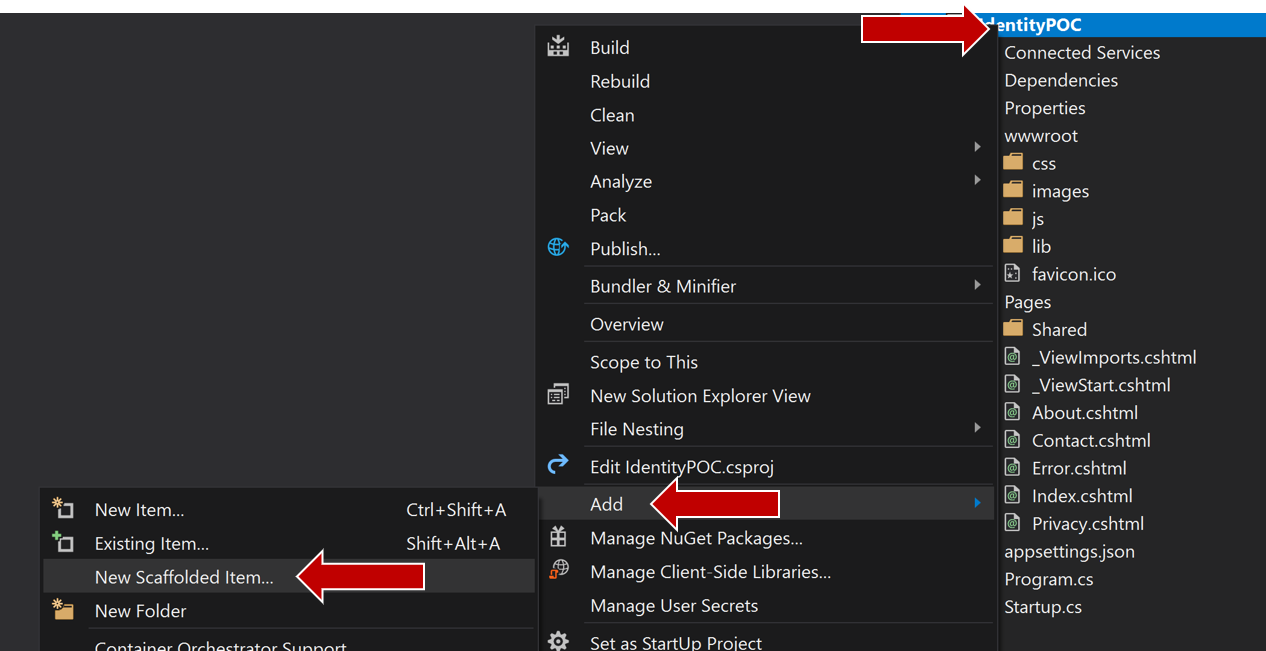 entityPOC
Connected Services
Dependencies
Properties
wwwroot
css
images
js
lib
favicon.ico
Pages
Shared
_ViewImports.cshtml
_ViewStart.cshtml
About.cshtml
Contact.cshtml
Error.cshtml
Index.cshtml
Privacy.cshtml
appsettings.json
Program.cs
Startup.cs
Build
Rebuild
Clean
View
Analyze
Pack
Publish...
Bundler & Minifier
Overview
Scope to This
New Solution Explorer View
File Nesting
Edit IdentityPOC.csproj
Add
Manage NuGet Packages...
Manage Client-Side Libraries...
Manage User Secrets
Set as StartUp Project
New Item... Ctrl+Shift+A
Existing Item... Shift+Alt+A
New Scaffolded Item...
New Folder
Container Orchestrator Support